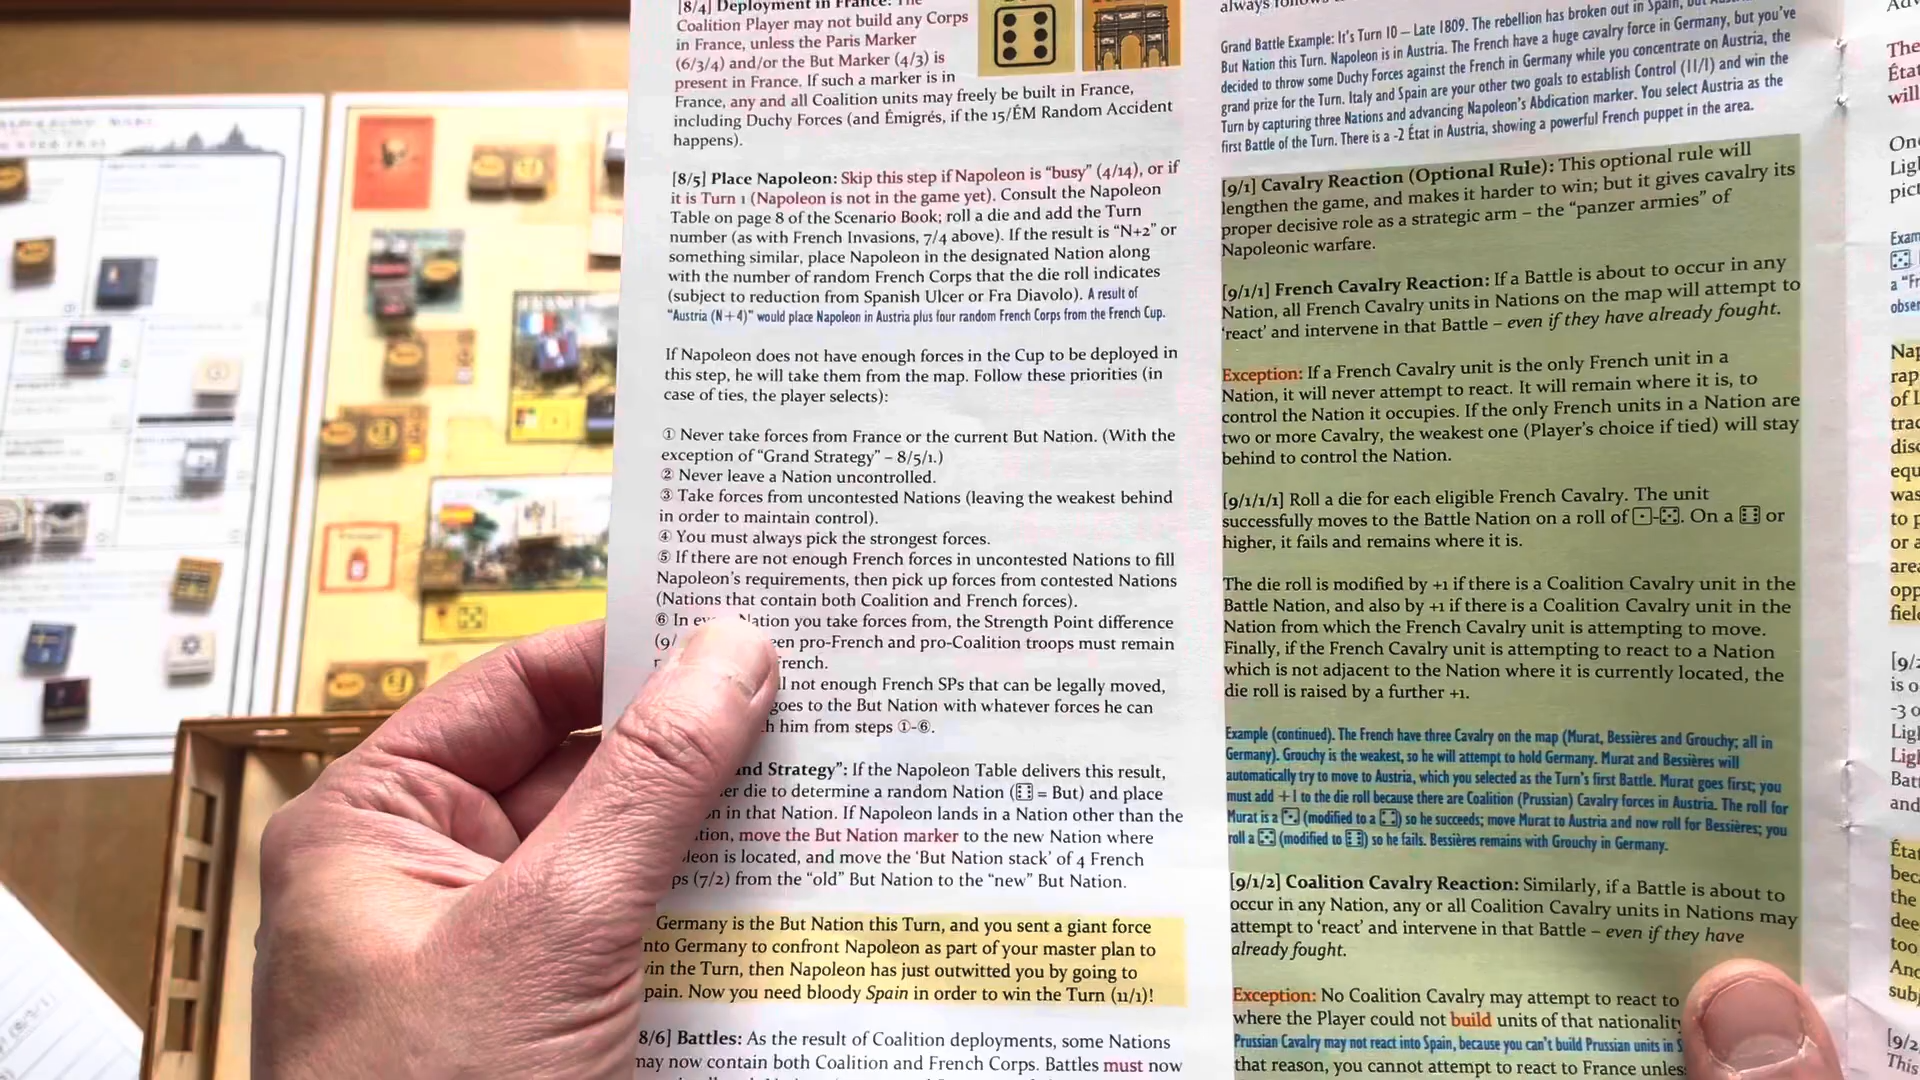 [8/4] Deployment in France: The
Coalition Player may not build any Corps
in France, unless the Paris Marker
(6/3/4) and/or the But Marker (4/3) is
present in France. If such a marker is in
France, any and all Coalition units may freely be built in France,
including Duchy Forces (and Émigrés, if the 15/ÉM Random Accident
happens).
[8/5] Place Napoleon: Skip this step if Napoleon is “busy” (4/14), or if
it is Turn 1 (Napoleon is not in the game yet). Consult the Napoleon
Table on page 8 of the Scenario Book; roll a die and add the Turn
number (as with French Invasions, 7/4 above). If the result is “N+2” or
something similar, place Napoleon in the designated Nation along
with the number of random French Corps that the die roll indicates
(subject to reduction from Spanish Ulcer or Fra Diavolo). A result of
“Austria (N+4)” would place Napoleon in Austria plus four random French Corps from the French Cup.
If Napoleon does not have enough forces in the Cup to be deployed in
this step, he will take them from the map. Follow these priorities (in
case of ties, the player selects):
① Never take forces from France or the current But Nation. (With the
exception of “Grand Strategy” – 8/5/1.)
② Never leave a Nation uncontrolled.
③ Take forces from uncontested Nations (leaving the weakest behind
in order to maintain control).
④ You must always pick the strongest forces.
⑤ If there are not enough French forces in uncontested Nations to fill
Napoleon’s requirements, then pick up forces from contested Nations
(Nations that contain both Coalition and French forces).
⑥ In Nation you take forces from, the Strength Point difference
(9/ pro-French and pro-Coalition troops must remain
French.
not enough French SPs that can be legally moved,
goes to the But Nation with whatever forces he can
him from steps ①-⑥.
Strategy”: If the Napoleon Table delivers this result,
die to determine a random Nation (⚅ = But) and place
in that Nation. If Napoleon lands in a Nation other than the
move the But Nation marker to the new Nation where
is located, and move the ‘But Nation stack’ of 4 French
(7/2) from the “old” But Nation to the “new” But Nation.
Germany is the But Nation this Turn, and you sent a giant force
into Germany to confront Napoleon as part of your master plan to
win the Turn, then Napoleon has just outwitted you by going to
Spain. Now you need bloody Spain in order to win the Turn (11/1)!
8/6] Battles: As the result of Coalition deployments, some Nations
may now contain both Coalition and French Corps. Battles must now
always
Grand Battle Example: It’s Turn 10 – Late 1809. The rebellion has broken out in Spain, but
But Nation this Turn. Napoleon is in Austria. The French have a huge cavalry force in Germany, but you’ve
decided to throw some Duchy Forces against the French in Germany while you concentrate on Austria, the
grand prize for the Turn. Italy and Spain are your other two goals to establish Control (11/1) and win the
Turn by capturing three Nations and advancing Napoleon’s Abdication marker. You select Austria as the
first Battle of the Turn. There is a -2 État in Austria, showing a powerful French puppet in the area.
[9/1] Cavalry Reaction (Optional Rule): This optional rule will
lengthen the game, and makes it harder to win; but it gives cavalry its
proper decisive role as a strategic arm – the “panzer armies” of
Napoleonic warfare.
[9/1/1] French Cavalry Reaction: If a Battle is about to occur in any
Nation, all French Cavalry units in Nations on the map will attempt to
‘react’ and intervene in that Battle – even if they have already fought.
Exception: If a French Cavalry unit is the only French unit in a
Nation, it will never attempt to react. It will remain where it is, to
control the Nation it occupies. If the only French units in a Nation are
two or more Cavalry, the weakest one (Player’s choice if tied) will stay
behind to control the Nation.
[9/1/1/1] Roll a die for each eligible French Cavalry. The unit
successfully moves to the Battle Nation on a roll of ⚀-⚄. On a ⚅ or
higher, it fails and remains where it is.
The die roll is modified by +1 if there is a Coalition Cavalry unit in the
Battle Nation, and also by +1 if there is a Coalition Cavalry unit in the
Nation from which the French Cavalry unit is attempting to move.
Finally, if the French Cavalry unit is attempting to react to a Nation
which is not adjacent to the Nation where it is currently located, the
die roll is raised by a further +1.
Example (continued). The French have three Cavalry on the map (Murat, Bessières and Grouchy; all in
Germany). Grouchy is the weakest, so he will attempt to hold Germany. Murat and Bessières will
automatically try to move to Austria, which you selected as the Turn’s first Battle. Murat goes first; you
must add +1 to the die roll because there are Coalition (Prussian) Cavalry forces in Austria. The roll for
Murat is a (modified to a ) so he succeeds; move Murat to Austria and now roll for Bessières; you
roll a ⚄ (modified to ⚅) so he fails. Bessières remains with Grouchy in Germany.
[9/1/2] Coalition Cavalry Reaction: Similarly, if a Battle is about to
occur in any Nation, any or all Coalition Cavalry units in Nations may
attempt to ‘react’ and intervene in that Battle – even if they have
already fought.
Exception: No Coalition Cavalry may attempt to react to
where the Player could not build units of that nationality
Prussian Cavalry may not react into Spain, because you can’t build Prussian units in S
that reason, you cannot attempt to react to France unless
The
État
will
One
Ligh
pict
Exam
a “Fr
obser
Nap
rap
of L
trac
disc
equ
was
to p
or a
area
opp
field
[9/2
is o
-3 o
Ligh
Ligh
Batt
and
État
beca
the
dee
too
And
subj
[9/2
This